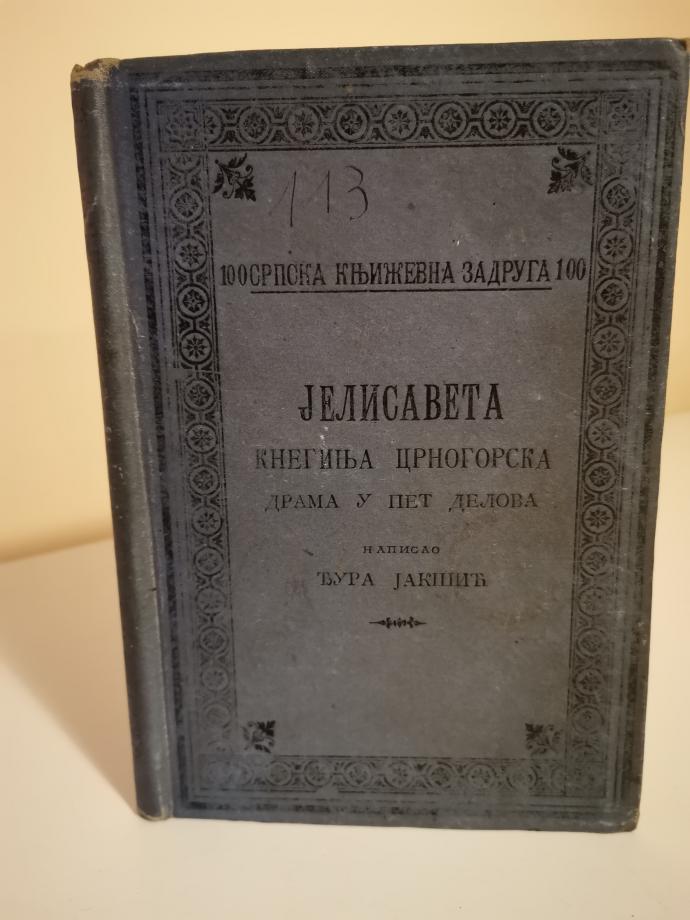 113
100 СРПСКА КЊИЖЕВНА ЗАДРУГА 100
ЈЕЛИСАВЕТА
КНЕГИЊА ЦРНОГОРСКА
ДРАМА У ПЕТ ДЕЛОВА
НАПИСАО
ЂУРА ЈАКШИЋ